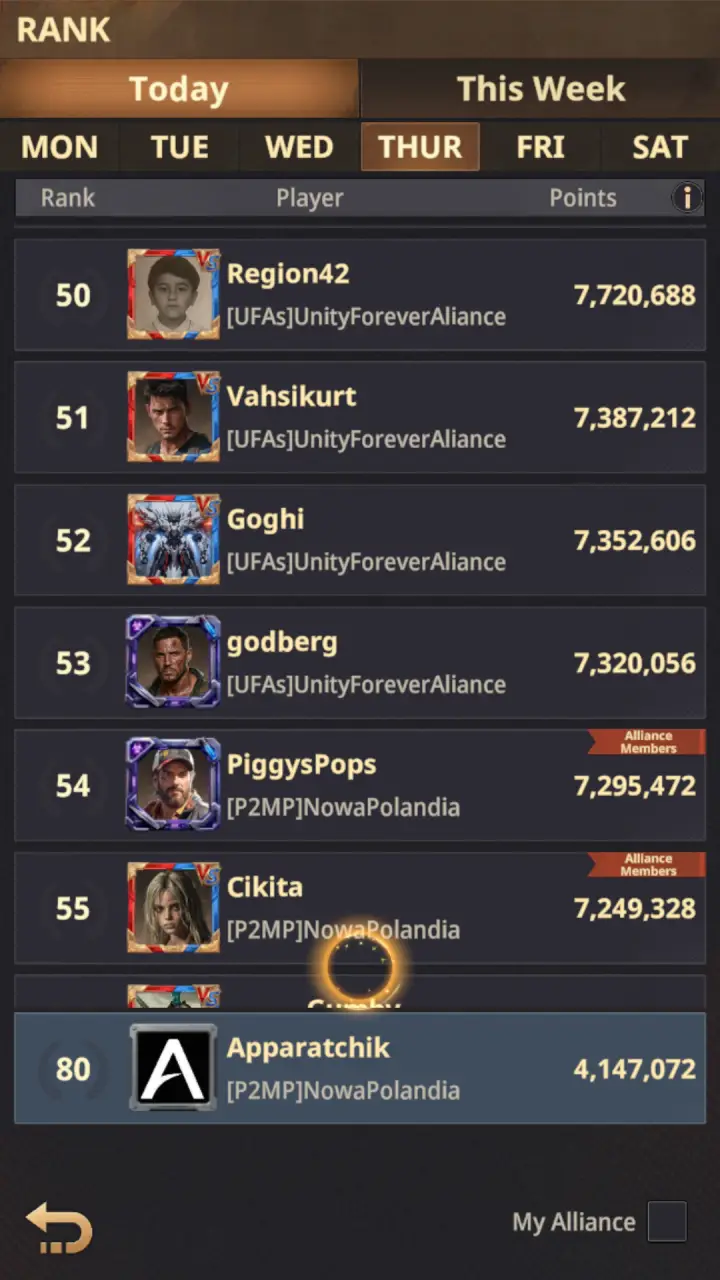 RANK
Today This Week
MON TUE WED THUR FRI SAT
Rank Player Points i
50 Region42 7,720,688
[UFAs]UnityForeverAliance
51 Vahsikurt 7,387,212
[UFAs]UnityForeverAliance
52 Goghi 7,352,606
[UFAs]UnityForeverAliance
53 godberg 7,320,056
[UFAs]UnityForeverAliance
Alliance
Members
54 PiggysPops 7,295,472
[P2MP]NowaPolandia
Alliance
Members
55 Cikita 7,249,328
[P2MP]NowaPolandia
80 Apparatchik 4,147,072
[P2MP]NowaPolandia
My Alliance